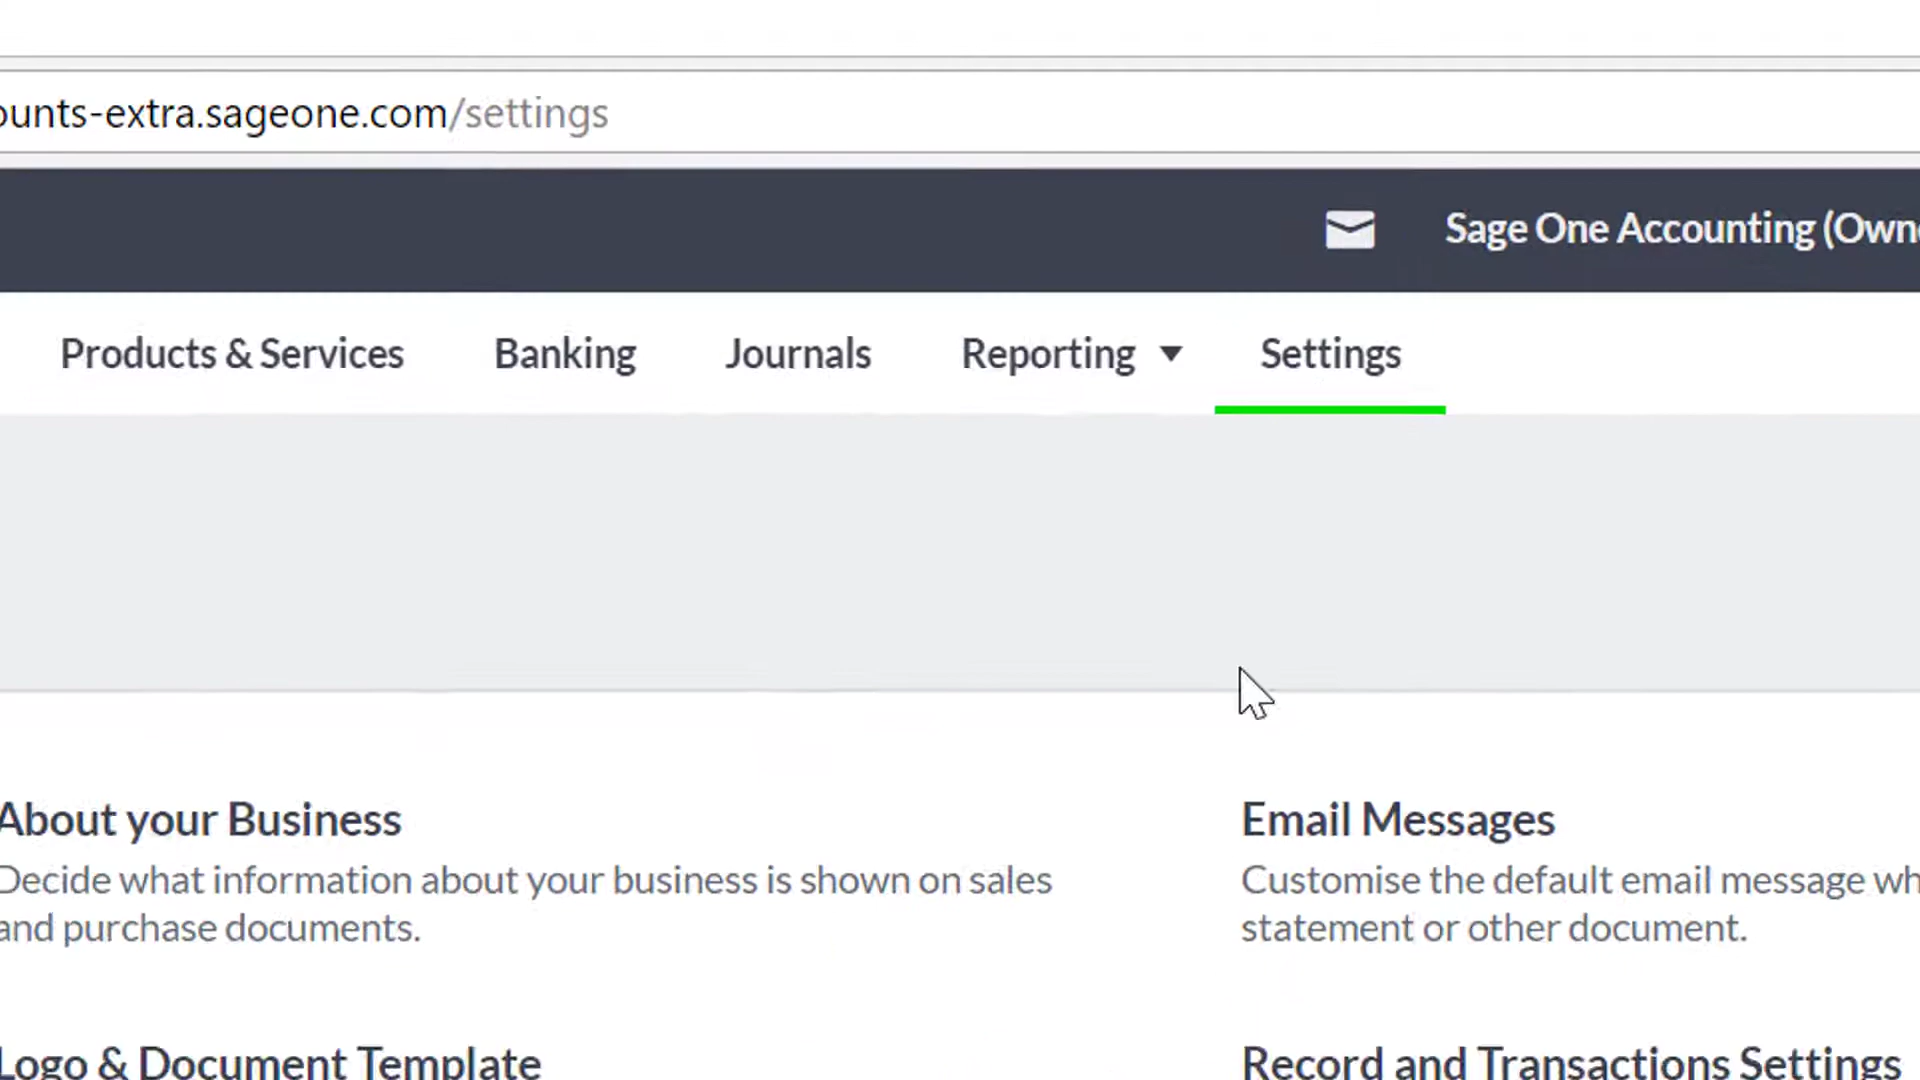 ounts-extra.sageone.com/settings
Sage One Accounting (Own
Products & Services Banking Journals Reporting Settings
About your Business
Decide what information about your business is shown on sales
and purchase documents.
Email Messages
Customise the default email message wh
statement or other document.
Logo & Document Template
Record and Transactions Settings